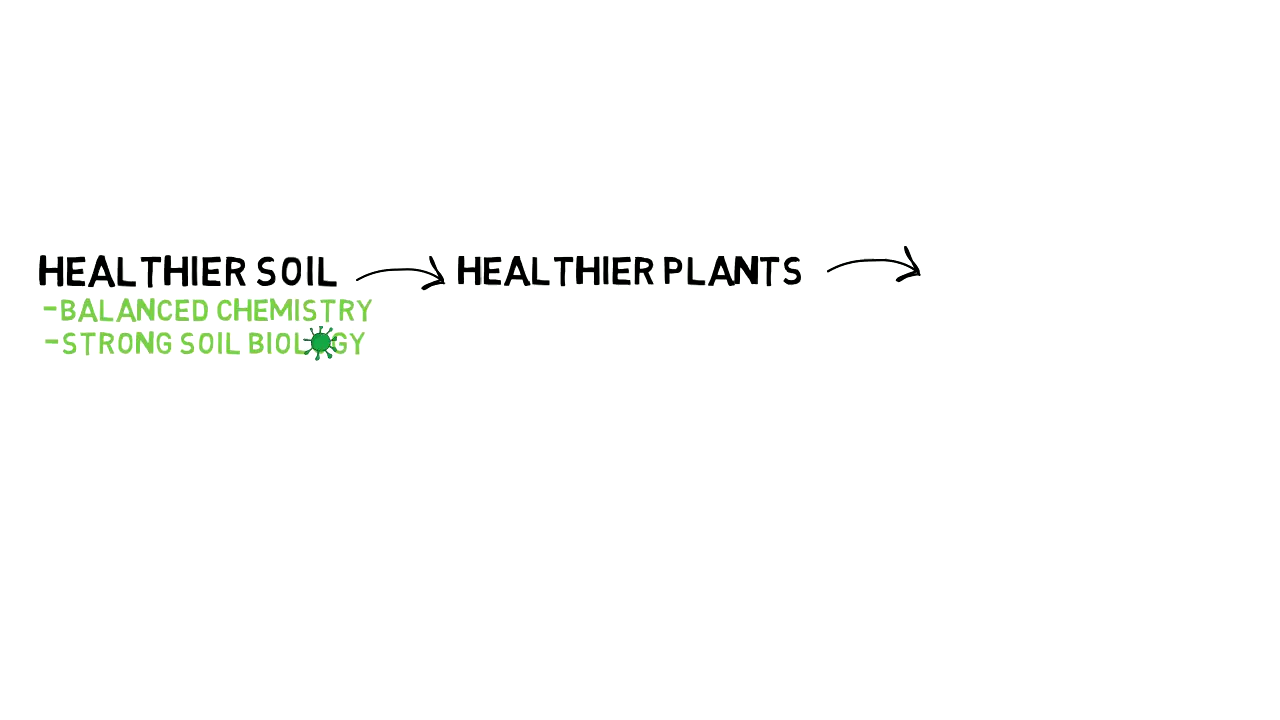 HEALTHIER SOIL HEALTHIER PLANTS
-BALANCED CHEMISTRY
-STRONG SOIL BIOLOGY